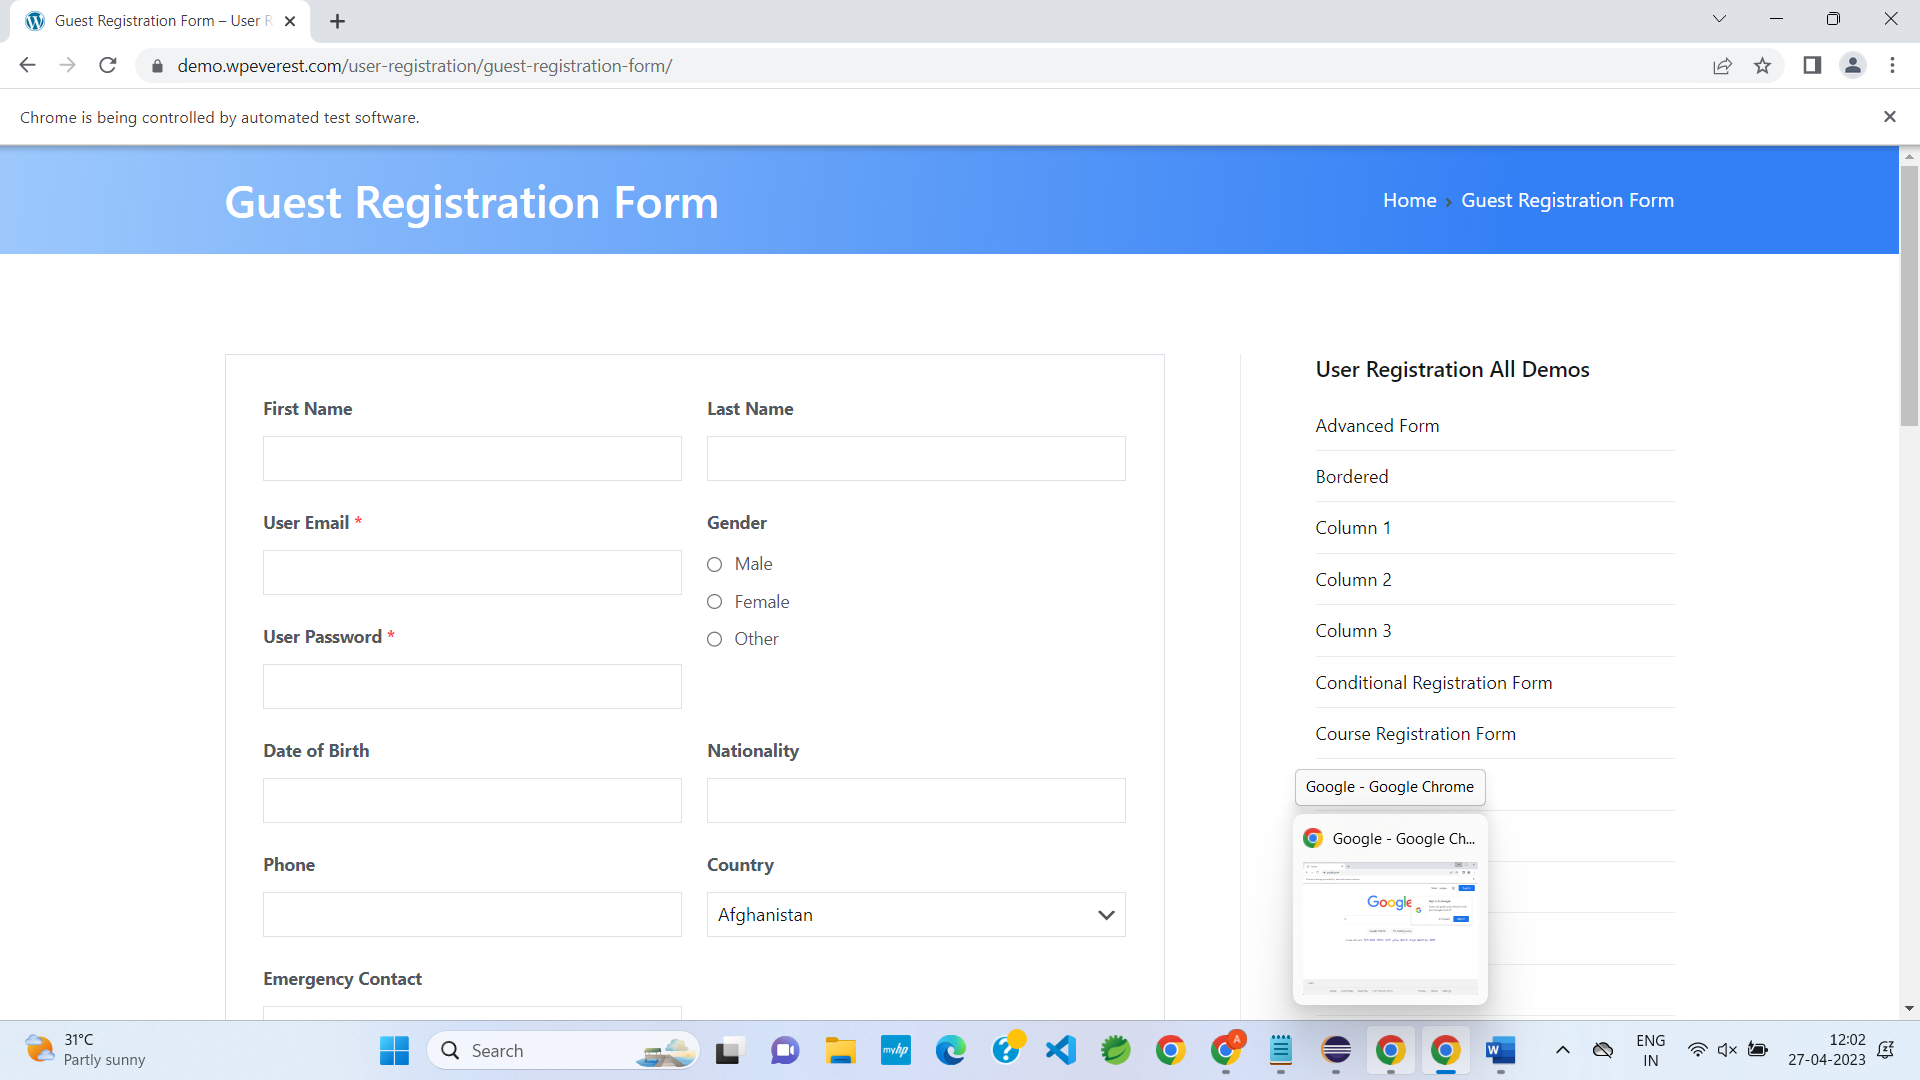 Guest Registration Form – User R
demo.wpeverest.com/user-registration/guest-registration-form/
Chrome is being controlled by automated test software.
Guest Registration Form
Home › Guest Registration Form
First Name
Last Name
User Email *
Gender
Male
Female
Other
User Password *
Date of Birth
Nationality
Phone
Country
Afghanistan
Emergency Contact
User Registration All Demos
Advanced Form
Bordered
Column 1
Column 2
Column 3
Conditional Registration Form
Course Registration Form
Google - Google Chrome
Google - Google Ch...
Google
31°C
Partly sunny
Search
myhp
A
W
ENG
IN
12:02
27-04-2023